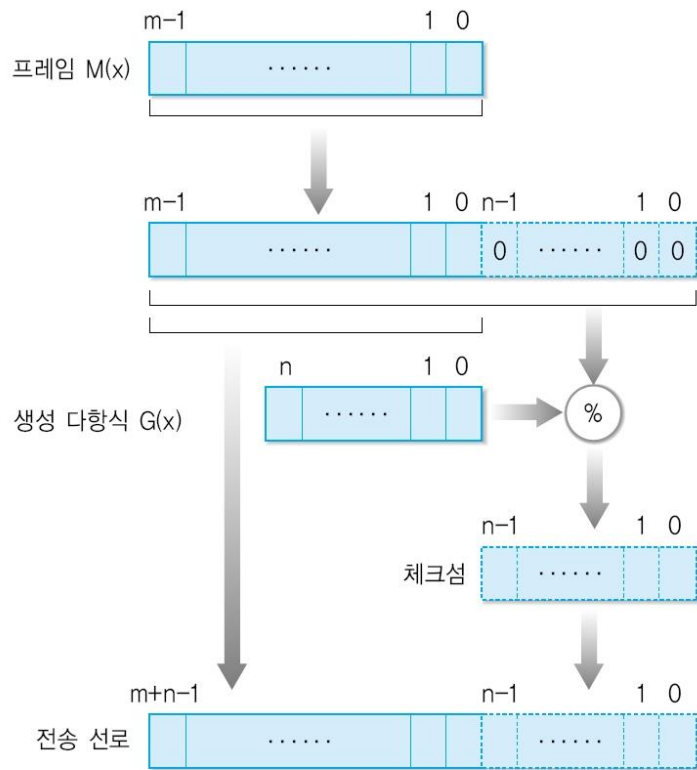 m-1 1 0
프레임 M(x) ······
m-1 1 0 n-1 1 0
······ 0 ······ 0 0
n 1 0
생성 다항식 G(x) ······ %
n-1 1 0
체크섬 ······
m+n-1 n-1 1 0
전송 선로 ······ ······